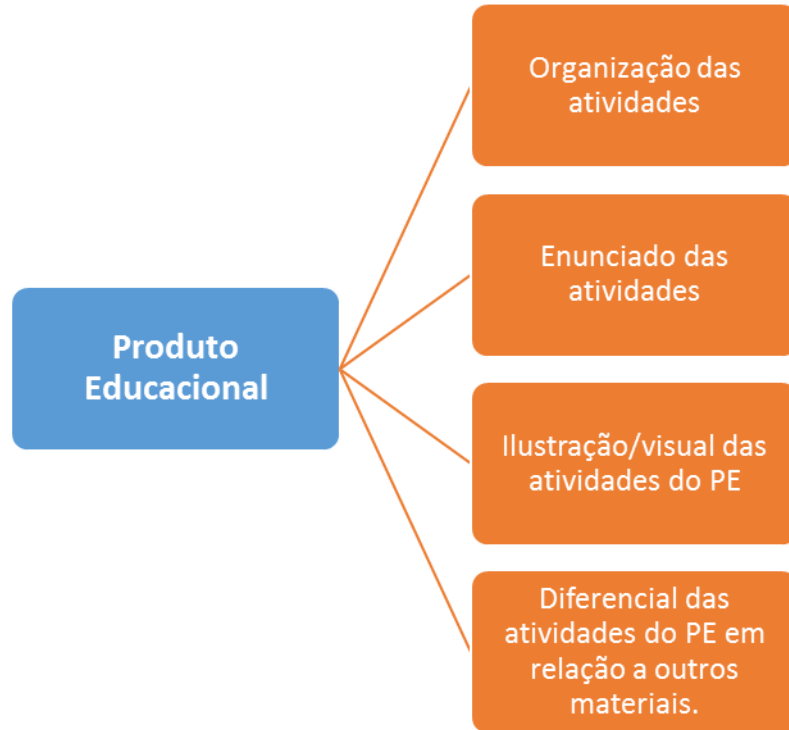 Organização das
atividades
Enunciado das
atividades
Produto
Educacional
Ilustração/visual das
atividades do PE
Diferencial das
atividades do PE em
relação a outros
materiais.